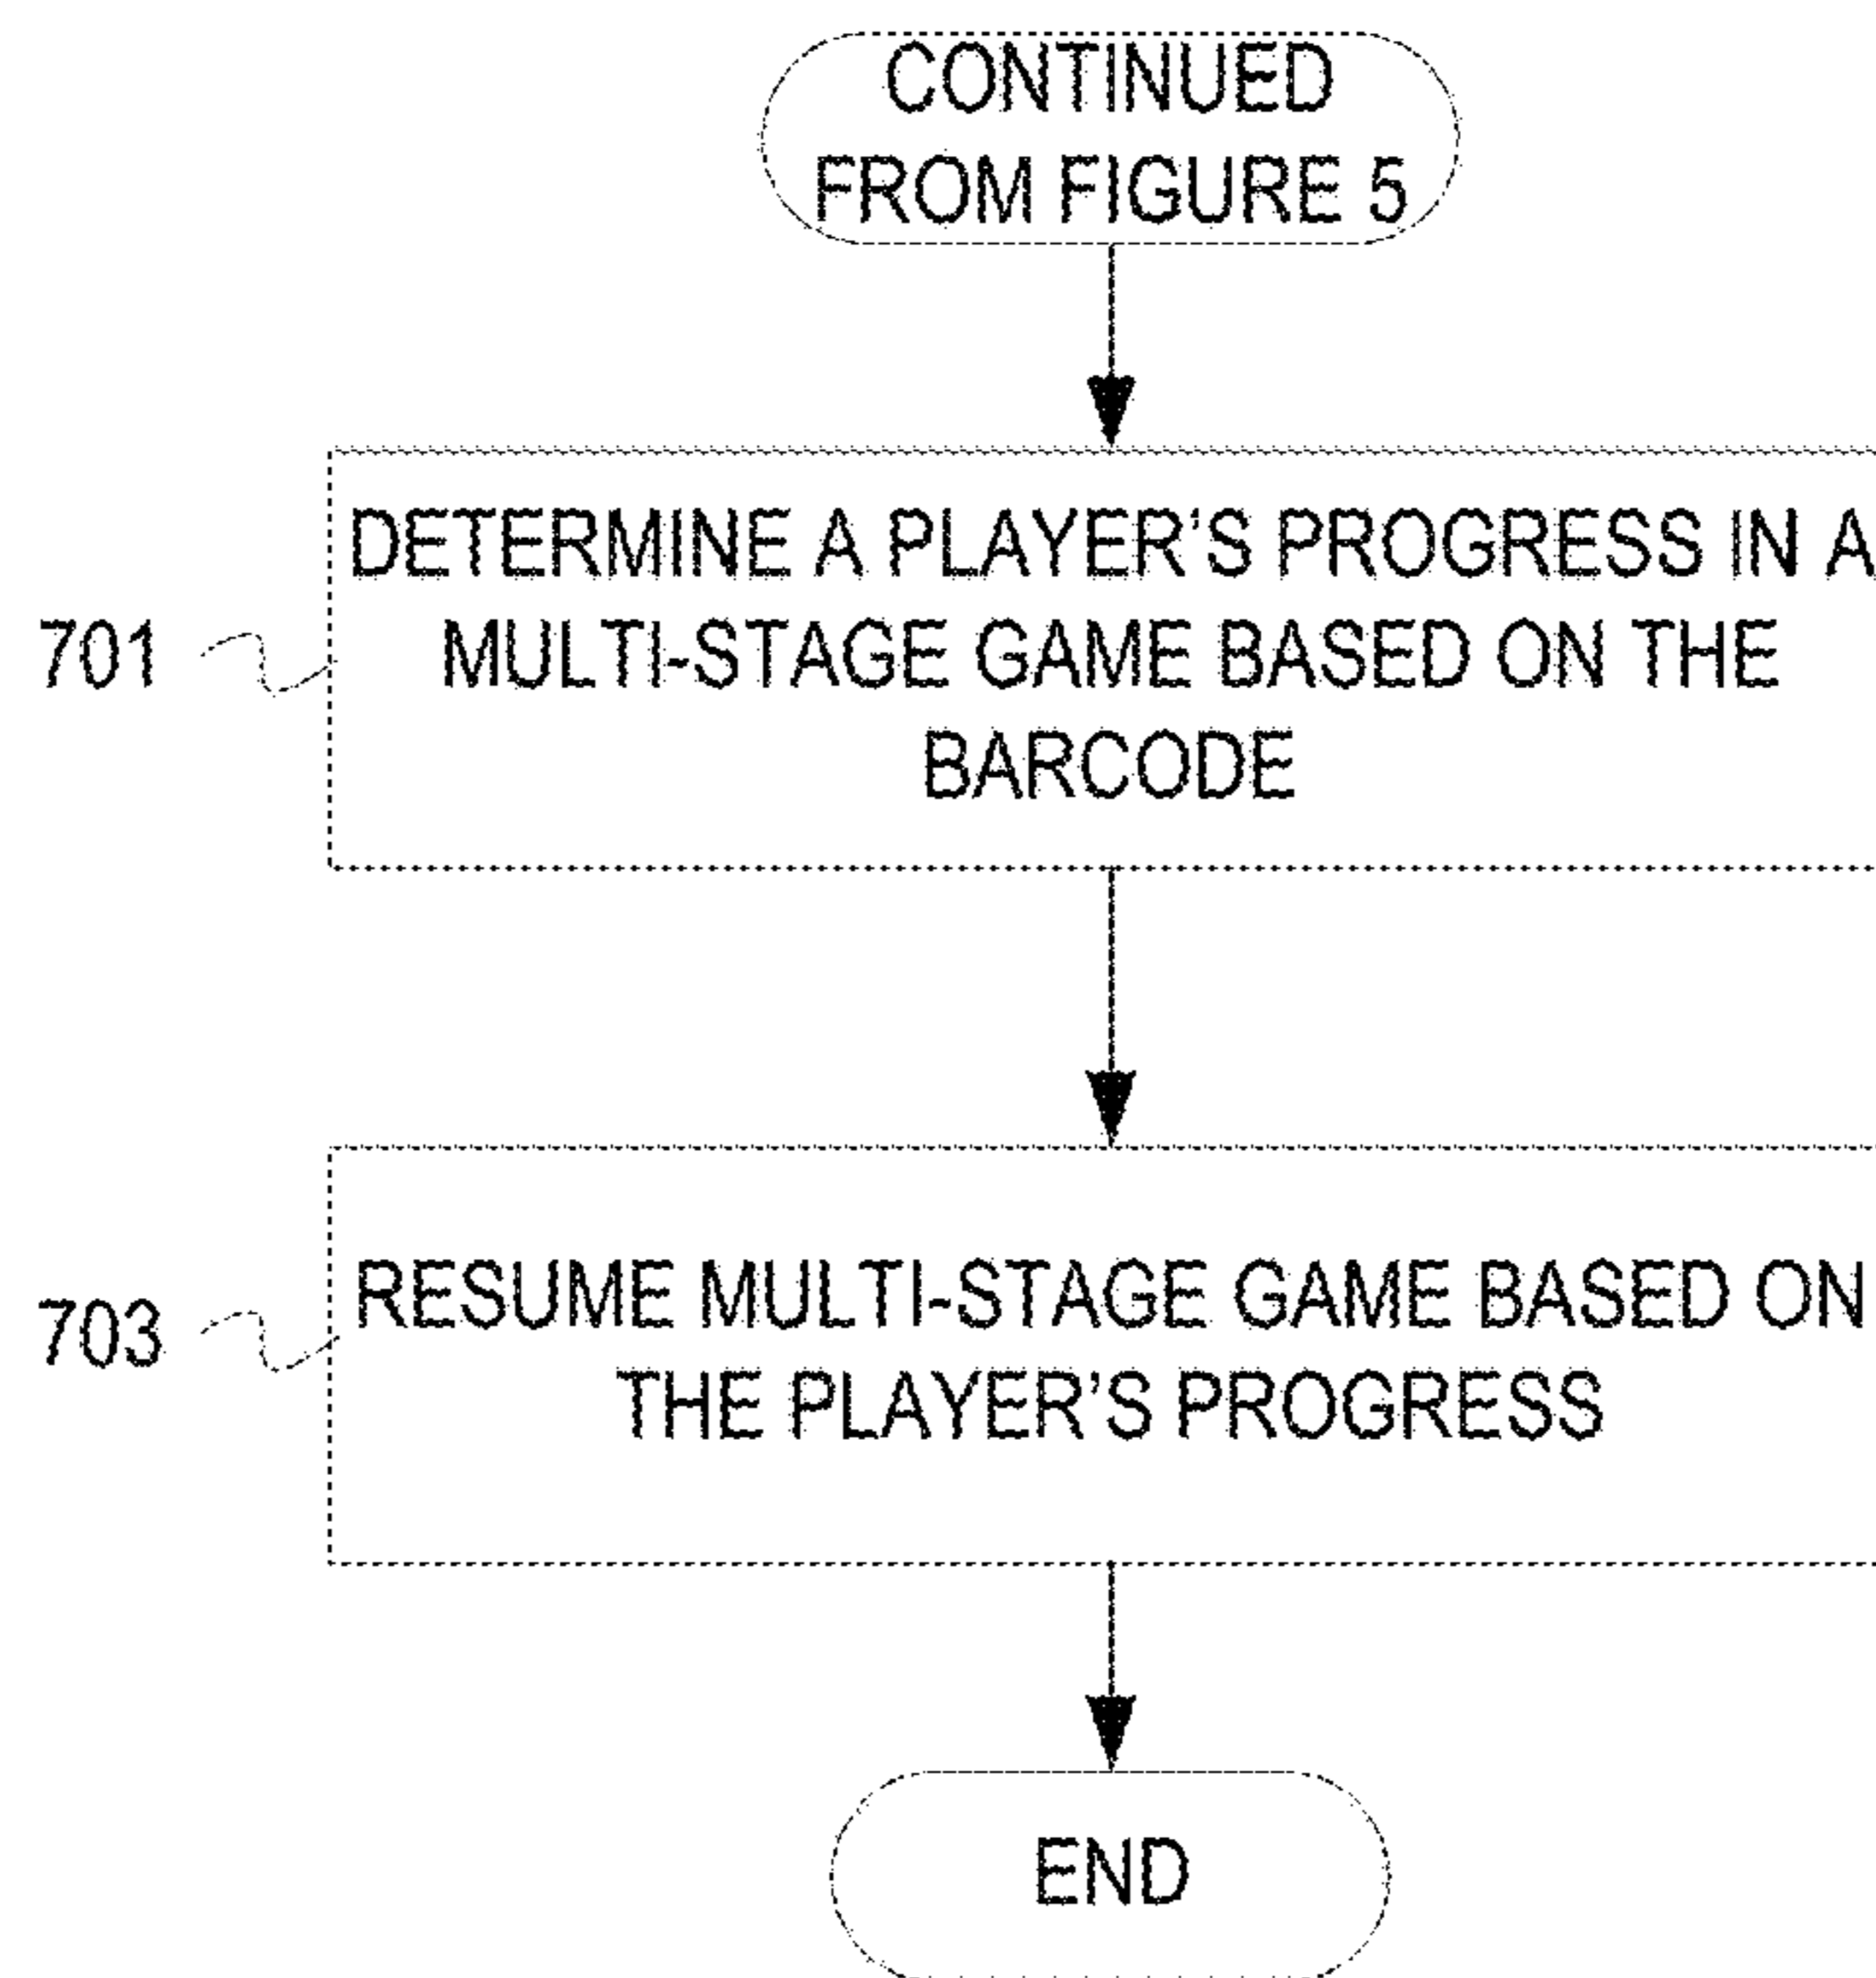 CONTINUED
FROM FIGURE 5
DETERMINE A PLAYER'S PROGRESS IN A
701
MULTI-STAGE GAME BASED ON THE
BARCODE
RESUME MULTI-STAGE GAME BASED ON
703
THE PLAYER’S PROGRESS
END